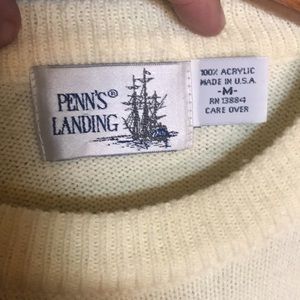 PENN'S®
LANDING
100% ACRYLIC
MADE IN U.S.A.
-M-
RN 13884
CARE OVER